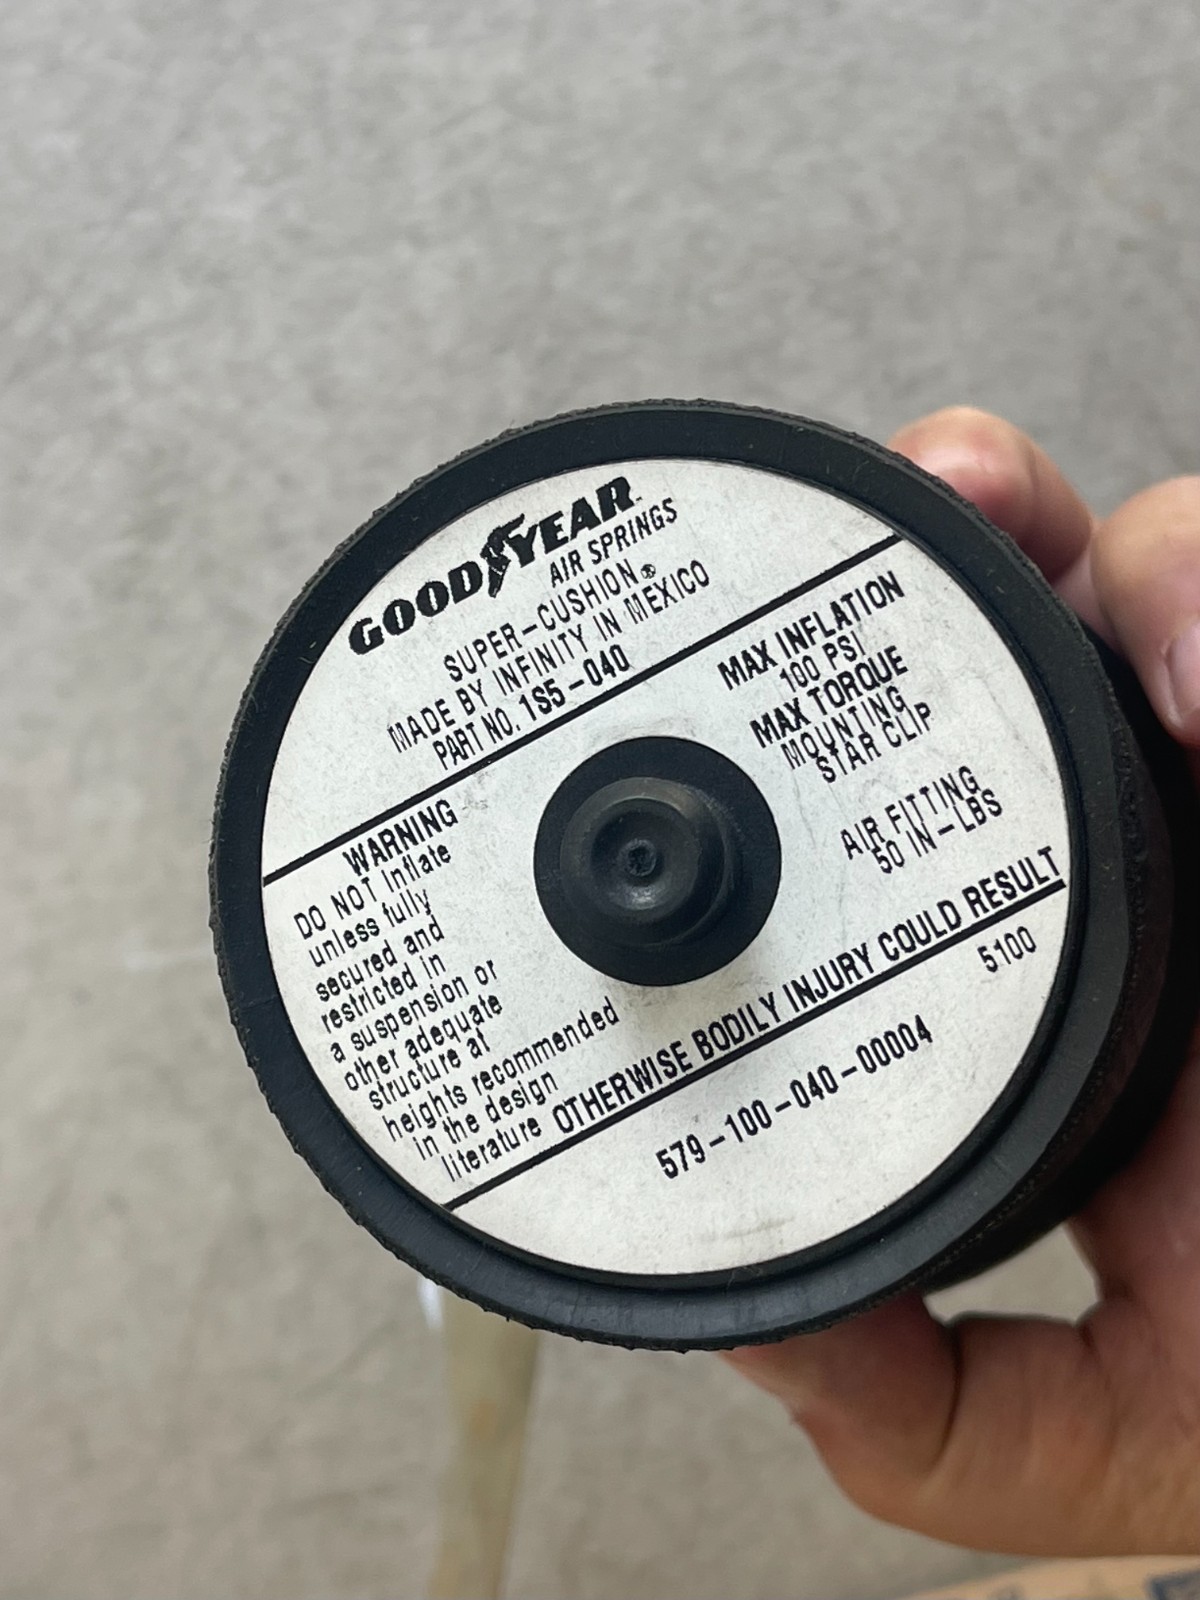 GOODYEAR
AIR SPRINGS
SUPER-CUSHION®
MADE BY INFINITY IN MEXICO
PART NO. 1S5-040
MAX INFLATION
100 PSI
MAX TORQUE
MOUNTING
STAR CLIP
AIR FITTING
50 IN-LBS
WARNING
DO NOT Inflate
unless fully
secured and
restricted in
a suspension or
other adequate
structure at
heights recommended
in the design
literature OTHERWISE BODILY INJURY COULD RESULT
5100
579-100-040-00004